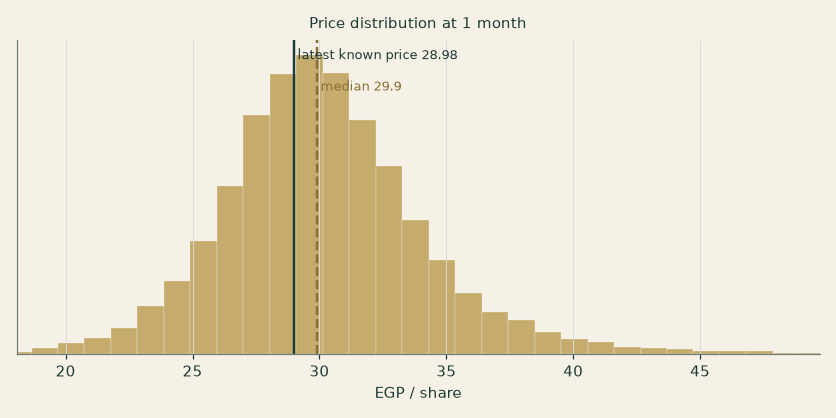 Price distribution at 1 month
latest known price 28.98
median 29.9
20 25 30 35 40 45
EGP / share